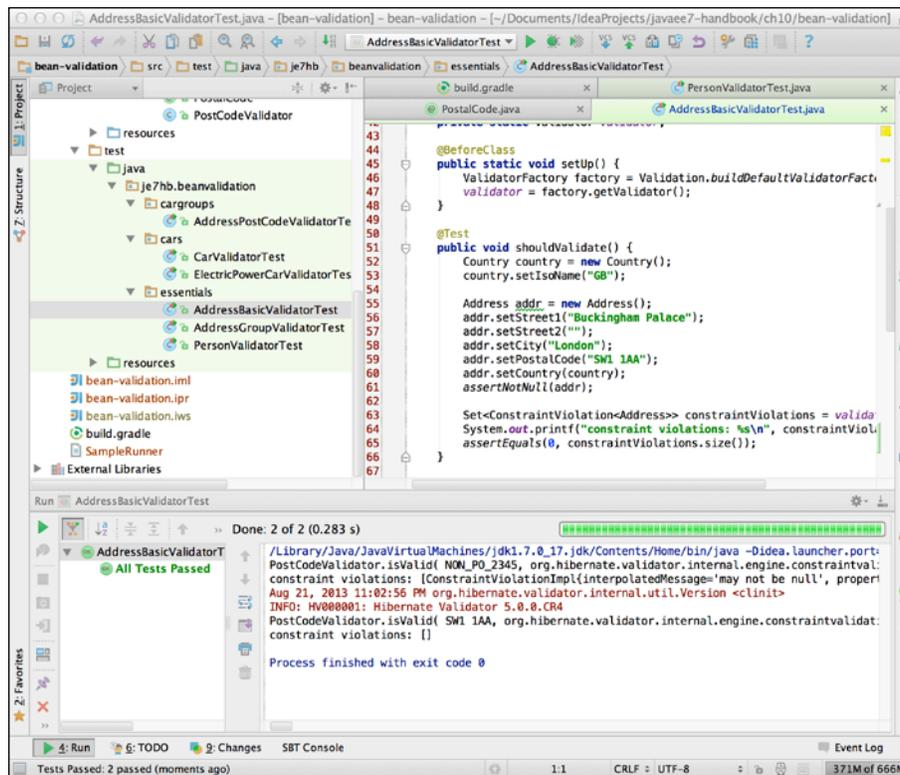 AddressBasicValidatorTest.java - [bean-validation] - bean-validation - [~/Documents/IdeaProjects/javaee7-handbook/ch10/bean-validation]
AddressBasicValidatorTest
bean-validation src test java je7hb beanvalidation essentials AddressBasicValidatorTest
1: Project
Z: Structure
2: Favorites
Project
PostCodeValidator
resources
test
java
je7hb.beanvalidation
cargroups
AddressPostCodeValidatorTe
cars
CarValidatorTest
ElectricPowerCarValidatorTes
essentials
AddressBasicValidatorTest
AddressGroupValidatorTest
PersonValidatorTest
resources
bean-validation.iml
bean-validation.ipr
bean-validation.iws
build.gradle
SampleRunner
External Libraries
build.gradle PersonValidatorTest.java
PostalCode.java AddressBasicValidatorTest.java
43
44 @BeforeClass
45 public static void setUp() {
46 ValidatorFactory factory = Validation.buildDefaultValidatorFact
47 validator = factory.getValidator();
48 }
49
50 @Test
51 public void shouldValidate() {
52 Country country = new Country();
53 country.setIsoName("GB");
54
55 Address addr = new Address();
56 addr.setStreet1("Buckingham Palace");
57 addr.setStreet2("");
58 addr.setCity("London");
59 addr.setPostalCode("SW1 1AA");
60 addr.setCountry(country);
61 assertNotNull(addr);
62
63 Set<ConstraintViolation<Address>> constraintViolations = valida
64 System.out.printf("constraint violations: %s\n", constraintViol
65 assertEquals(0, constraintViolations.size());
66 }
67
Run AddressBasicValidatorTest
Done: 2 of 2 (0.283 s)
AddressBasicValidatorT
All Tests Passed
/Library/Java/JavaVirtualMachines/jdk1.7.0_17.jdk/Contents/Home/bin/java -Didea.launcher.port=
PostCodeValidator.isValid( NON_PO_2345, org.hibernate.validator.internal.engine.constraintval
constraint violations: [ConstraintViolationImpl{interpolatedMessage='may not be null', propert
Aug 21, 2013 11:02:56 PM org.hibernate.validator.internal.util.Version <clinit>
INFO: HV000001: Hibernate Validator 5.0.0.CR4
PostCodeValidator.isValid( SW1 1AA, org.hibernate.validator.internal.engine.constraintvalidati
constraint violations: []
Process finished with exit code 0
4: Run 6: TODO 9: Changes SBT Console Event Log
Tests Passed: 2 passed (moments ago) 1:1 CRLF UTF-8 371M of 666M